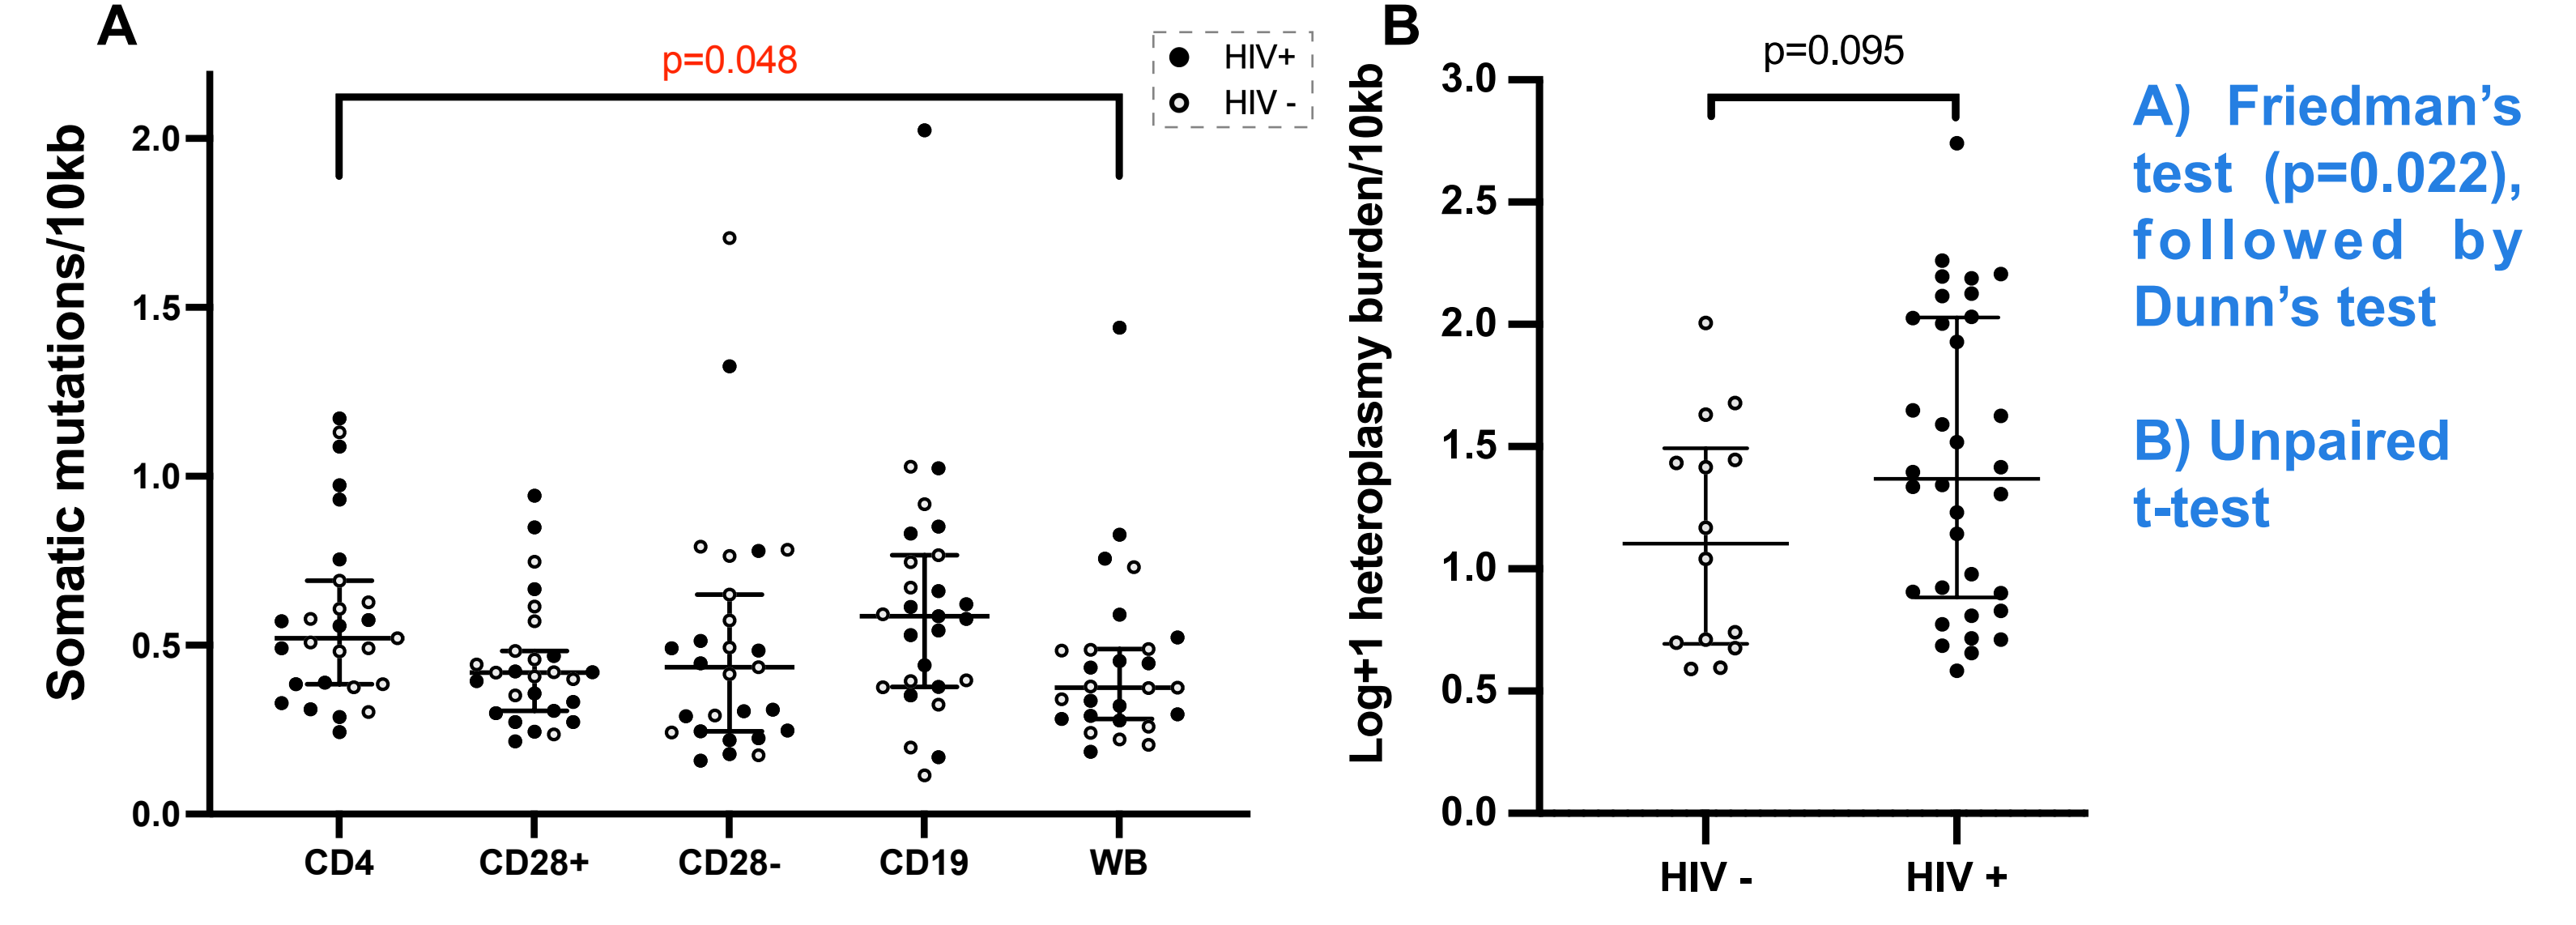 A
p=0.048
HIV+
HIV -
Somatic mutations/10kb
2.0
1.5
1.0
0.5
0.0
CD4
CD28+
CD28-
CD19
WB
B
p=0.095
Log+1 heteroplasmy burden/10kb
3.0
2.5
2.0
1.5
1.0
0.5
0.0
HIV -
HIV +
A) Friedman’s
test (p=0.022),
followed by
Dunn’s test
B) Unpaired
t-test